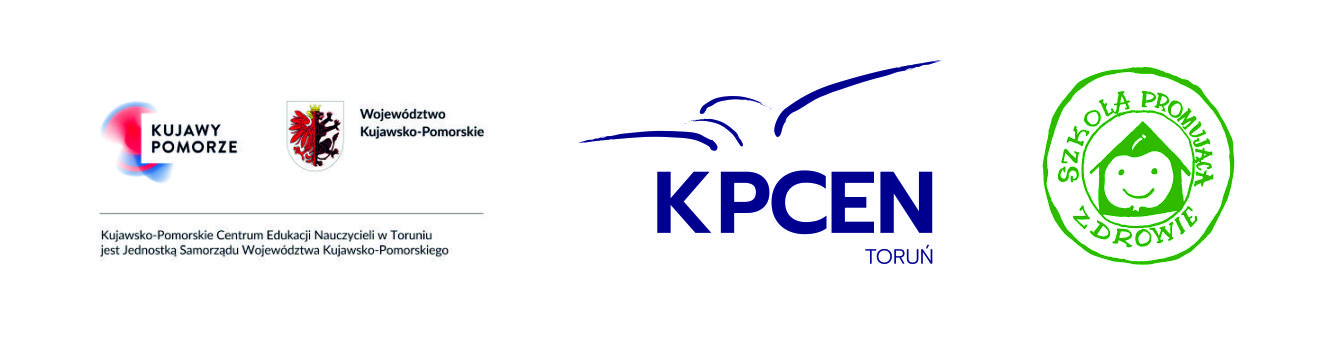 KUJAWY
POMORZE
Województwo
Kujawsko-Pomorskie
Kujawsko-Pomorskie Centrum Edukacji Nauczycieli w Toruniu
jest Jednostką Samorządu Województwa Kujawsko-Pomorskiego
KPCEN
TORUŃ
SZKOŁA PROMUJĄCA
ZDROWIE